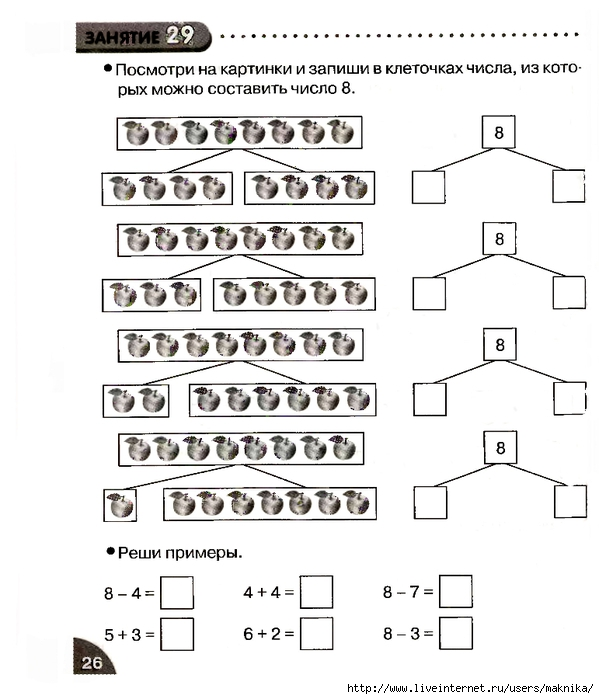 ЗАНЯТИЕ 29
• Посмотри на картинки и запиши в клеточках числа, из кото-
рых можно составить число 8.
8
8
8
8
• Реши примеры.
8 – 4 = 4 + 4 = 8 – 7 =
5 + 3 = 6 + 2 = 8 – 3 =
26
http://www.liveinternet.ru/users/maknika/